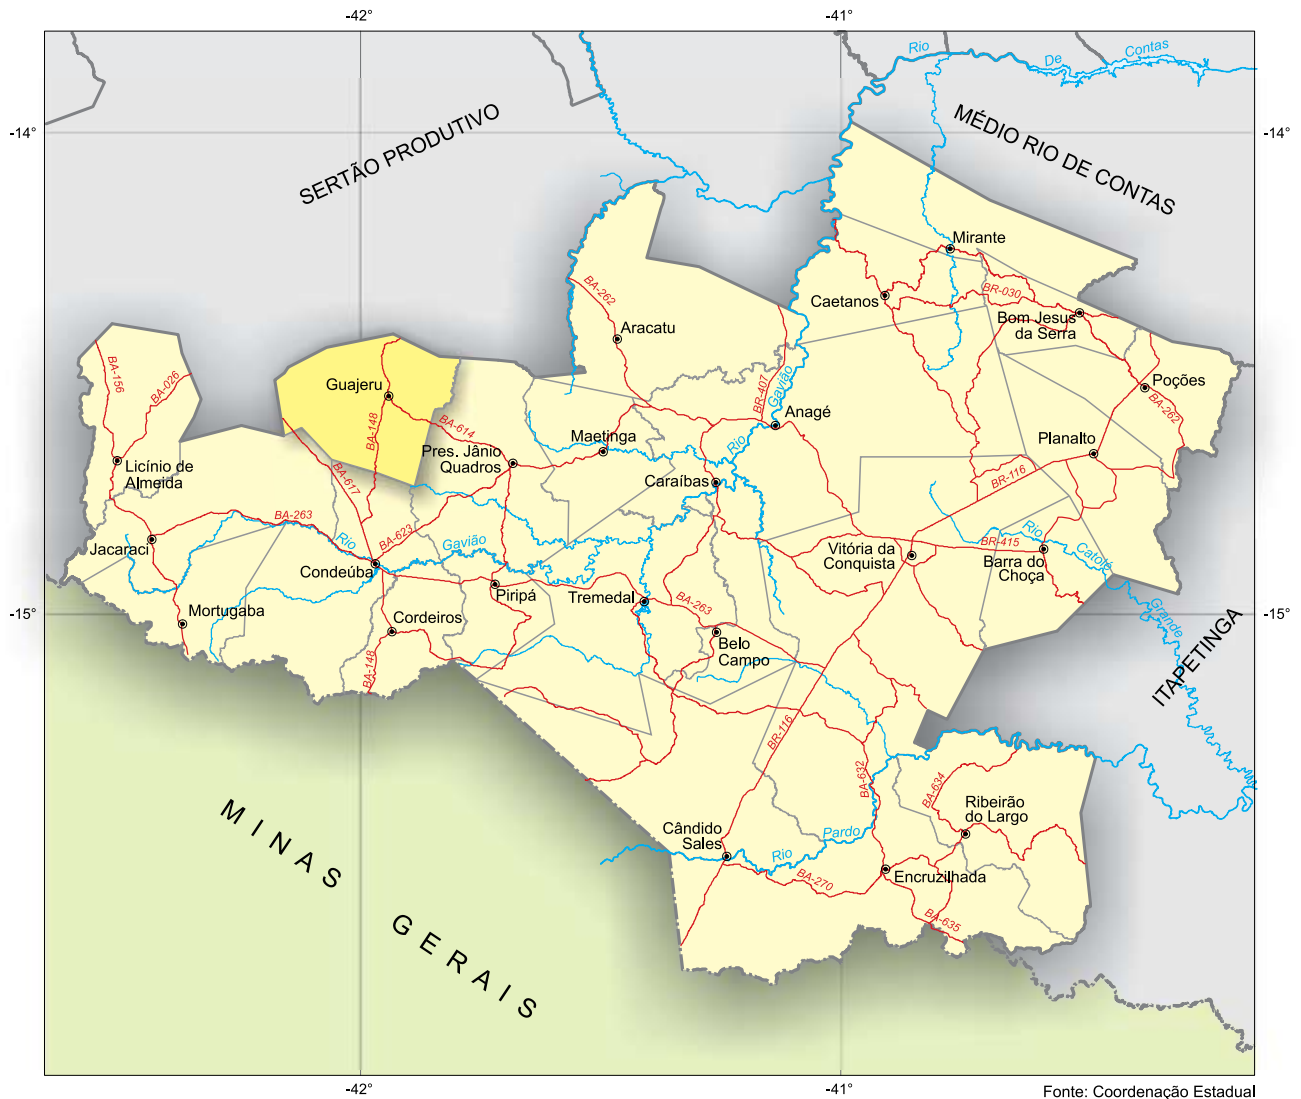 -42°
-41°
Rio
De
Contas
-14°
-14°
SERTÃO PRODUTIVO
MÉDIO RIO DE CONTAS
Mirante
BA-262
BR-030
Caetanos
Bom Jesus
da Serra
Aracatu
BA-156
BA-026
Guajeru
BR-407
Gavião
Poções
BA-262
Anagé
BA-148
BA-614
Maetinga
Rio
Planalto
Pres. Jânio
Quadros
Licínio de
Almeida
BA-617
Caraíbas
BR-116
BA-263
Rio
BA-623
Gavião
Rio
Catolé
Grande
Jacaraci
BR-415
Vitória da
Conquista
Barra do
Choça
Condeúba
Piripá
Tremedal
BA-263
Mortugaba
Cordeiros
-15°
-15°
Belo
Campo
BA-148
ITAPETINGA
BR-116
BA-632
BA-634
Ribeirão
do Largo
MINAS GERAIS
Cândido
Sales
Rio
Pardo
BA-270
Encruzilhada
BA-635
-42°
-41°
Fonte: Coordenação Estadual